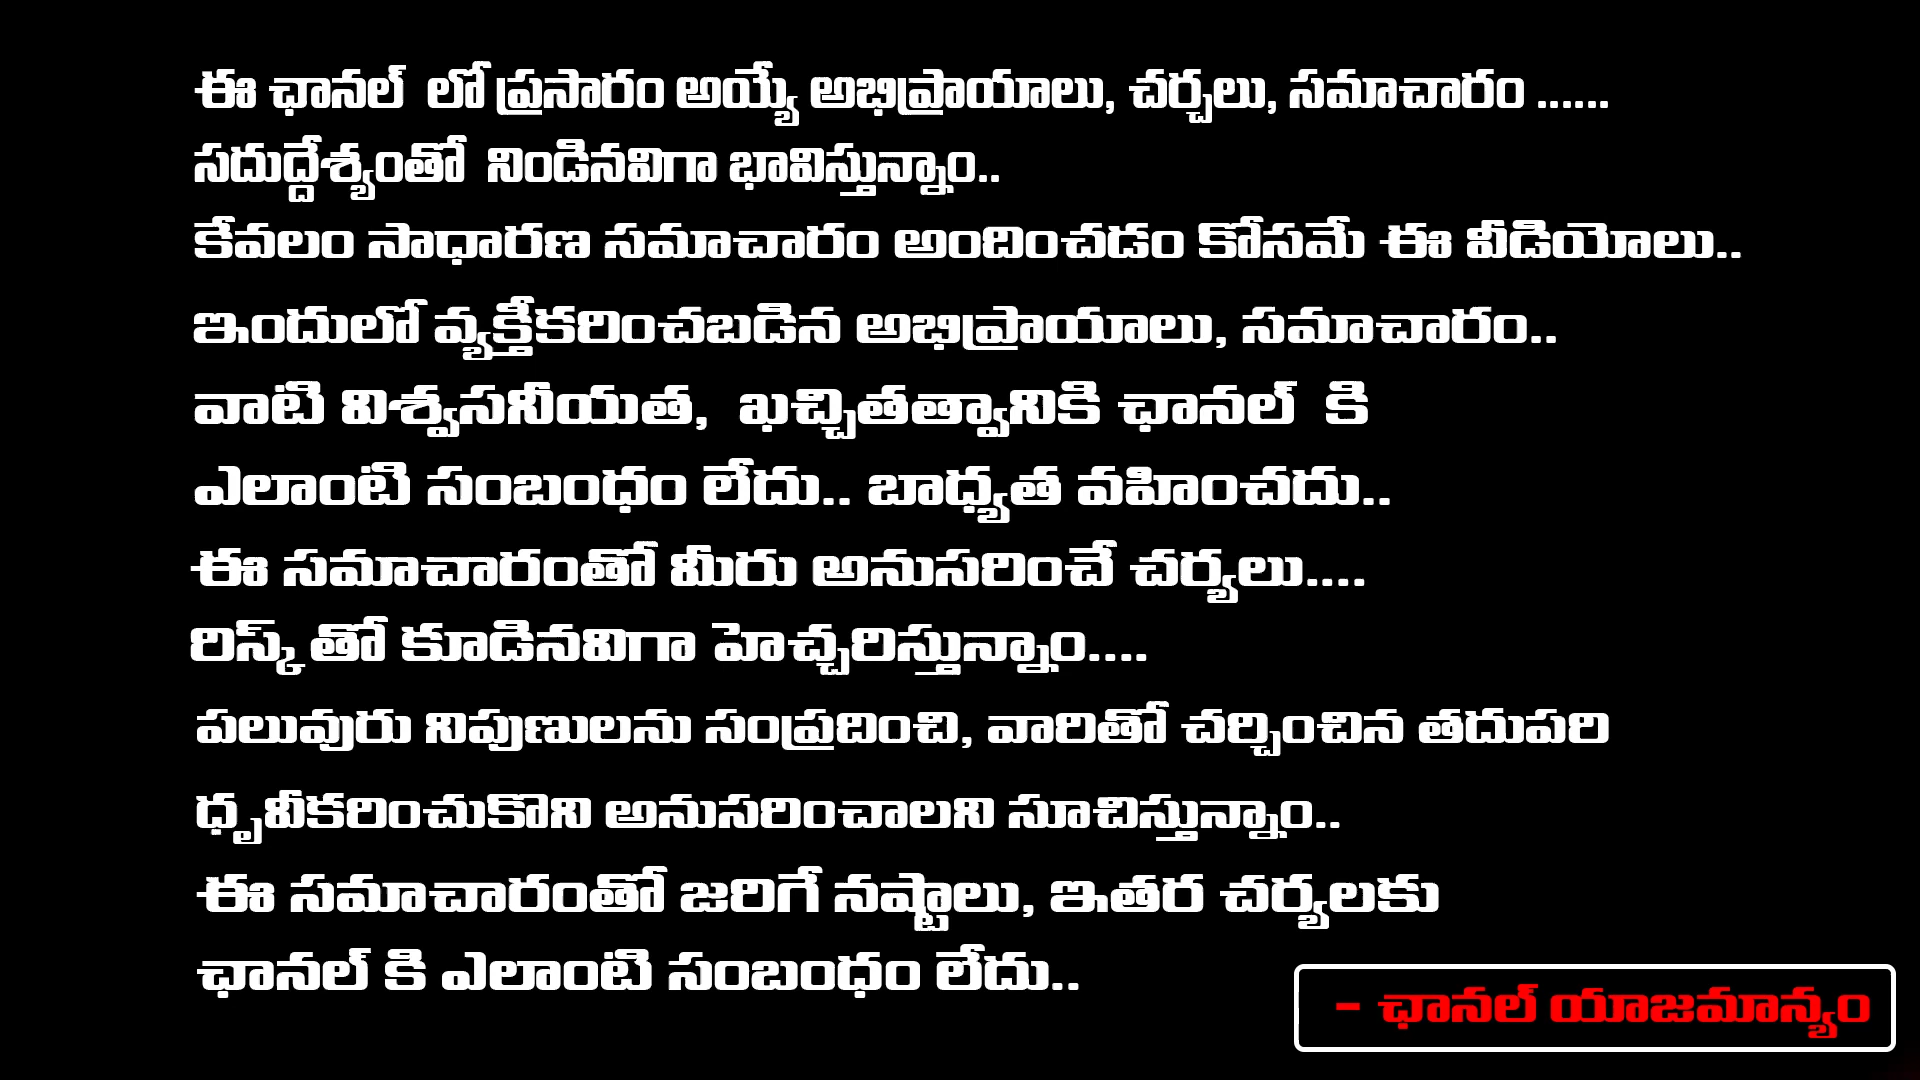 ఈ ఛానల్ లో ప్రసారం అయ్యే అభిప్రాయాలు, చర్చలు, సమాచారం ......
సదుద్దేశ్యంతో నిండినవిగా భావిస్తున్నాం..
కేవలం సాధారణ సమాచారం అందించడం కోసమే ఈ వీడియోలు..
ఇందులో వ్యక్తీకరించబడిన అభిప్రాయాలు, సమాచారం..
వాటి విశ్వసనీయత, ఖచ్చితత్వానికి ఛానల్ కి
ఎలాంటి సంబంధం లేదు.. బాధ్యత వహించదు..
ఈ సమాచారంతో మీరు అనుసరించే చర్యలు....
రిస్క్ తో కూడినవిగా హెచ్చరిస్తున్నాం....
పలువురు నిపుణులను సంప్రదించి, వారితో చర్చించిన తదుపరి
ధృవీకరించుకొని అనుసరించాలని సూచిస్తున్నాం..
ఈ సమాచారంతో జరిగే నష్టాలు, ఇతర చర్యలకు
ఛానల్ కి ఎలాంటి సంబంధం లేదు..
- ఛానల్ యాజమాన్యం